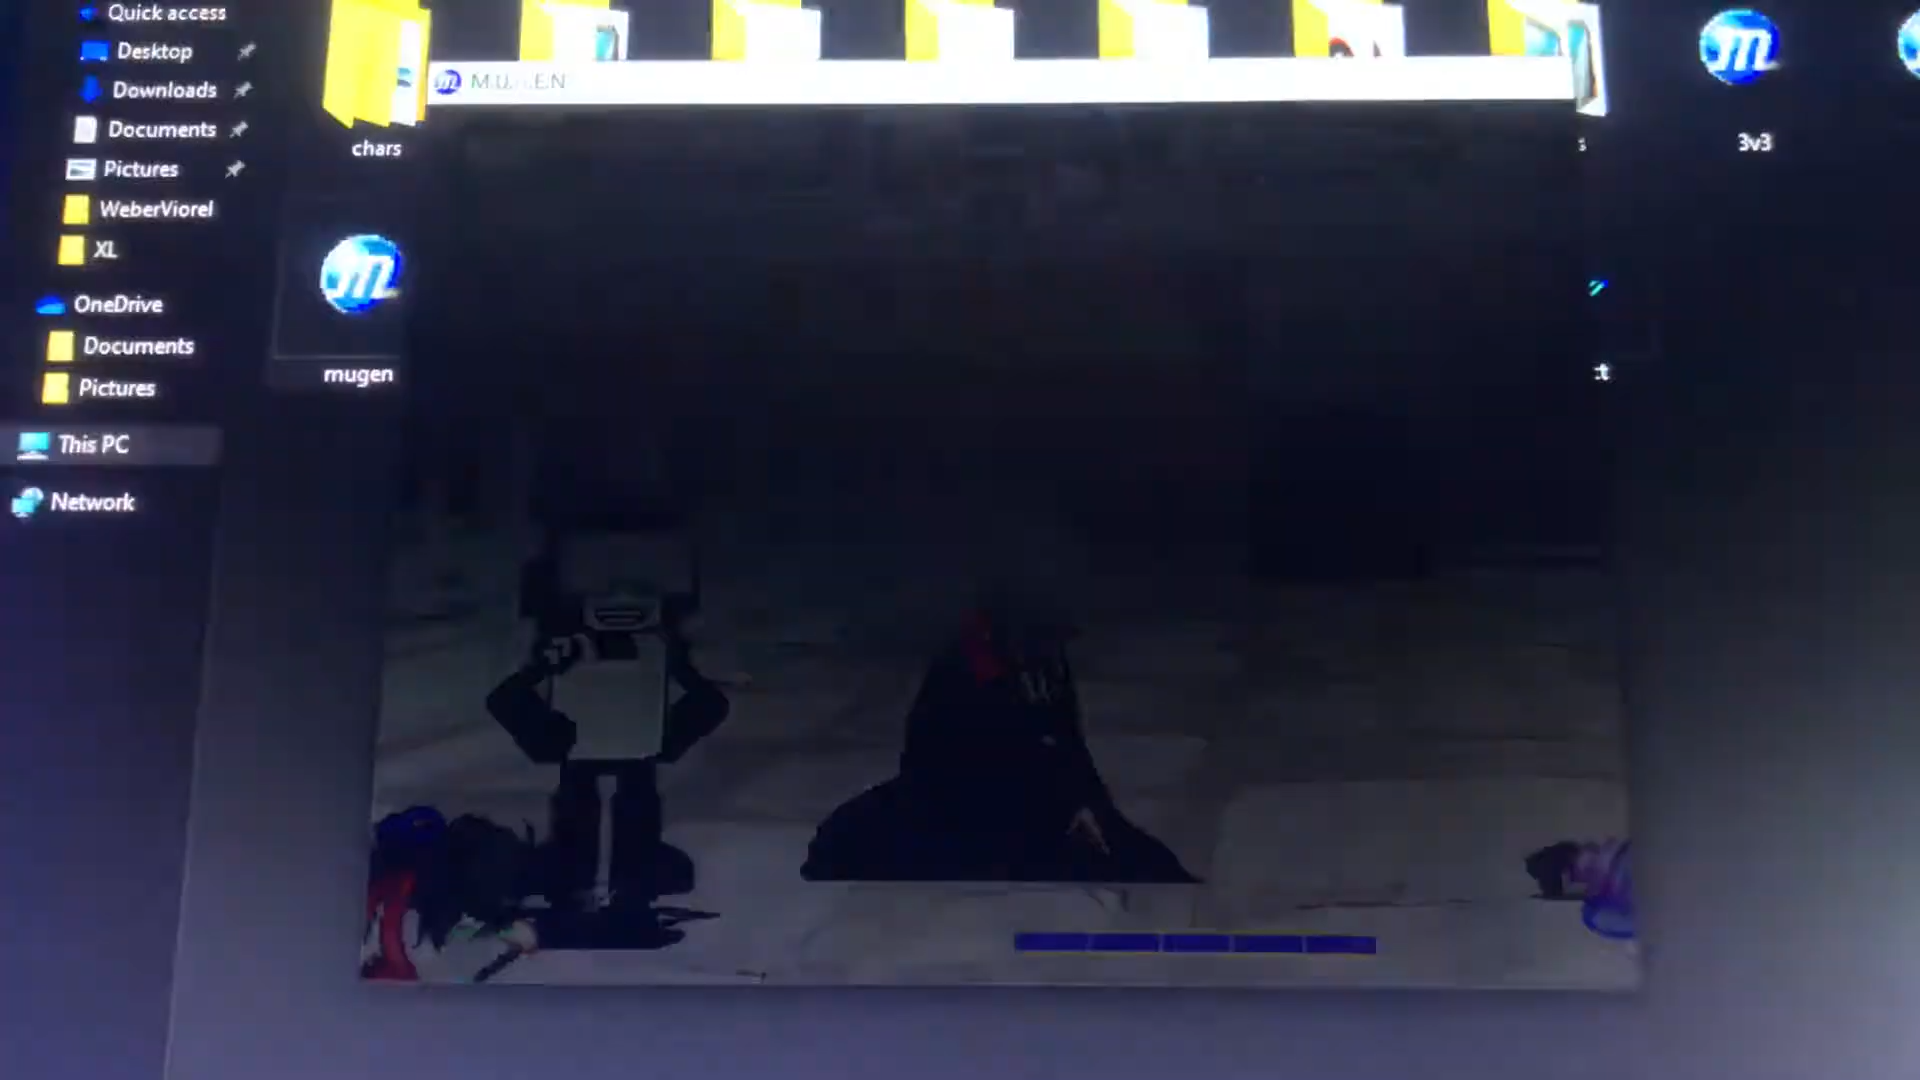 Quick access
Desktop
Downloads
Documents
Pictures
WeberViorel
XL
OneDrive
Documents
Pictures
This PC
Network
chars
M.U.G.E.N
s
3v3
mugen
t